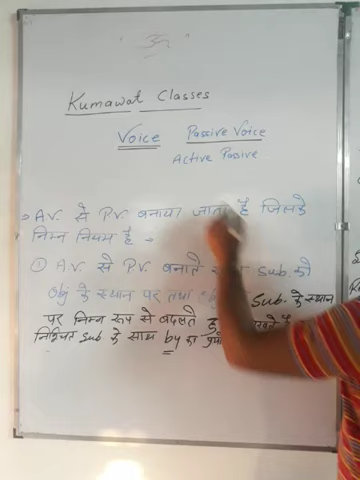 ॐ
Kumawat Classes
Voice Passive Voice
Active Passive
A.V. से P.V. बनाया जाता है जिसके
निम्न नियम है →
① A.V. से P.V. बनाते Sub. को
Obj के स्थान पर तथा Sub. के स्थान
पर निम्न रूप से बदलते
निश्चित Sub. के साथ by का